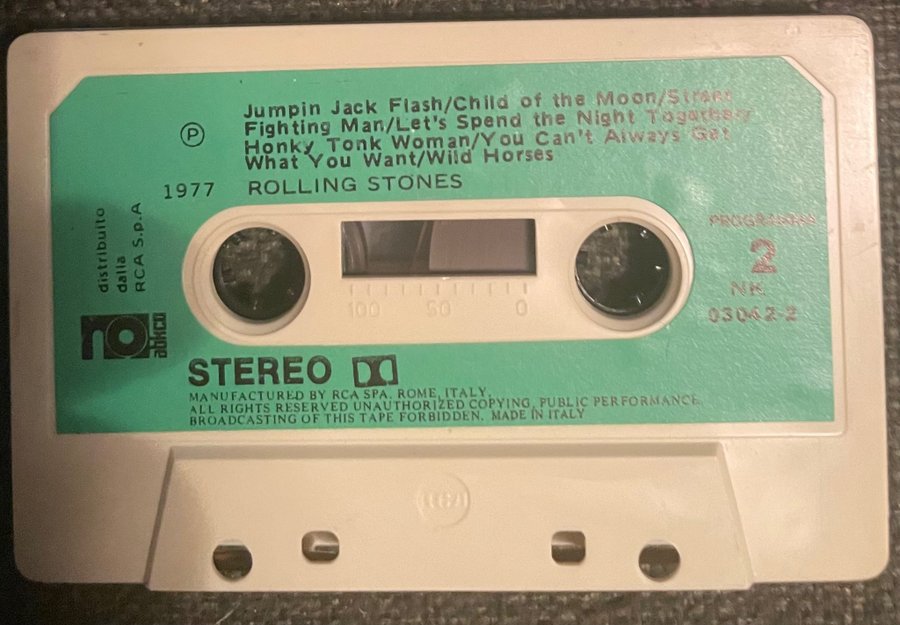 Jumpin Jack Flash/Child of the Moon/Street
Fighting Man/Let's Spend the Night Together/
Honky Tonk Woman/You Can't Always Get
What You Want/Wild Horses
℗ 1977 ROLLING STONES
distribuito
dalla
RCA S.p.A
abkco
100 50 0
PROGRAMMA
2
NK
03042-2
STEREO
MANUFACTURED BY RCA SPA. ROME, ITALY.
ALL RIGHTS RESERVED UNAUTHORIZED COPYING, PUBLIC PERFORMANCE,
BROADCASTING OF THIS TAPE FORBIDDEN. MADE IN ITALY
RCA